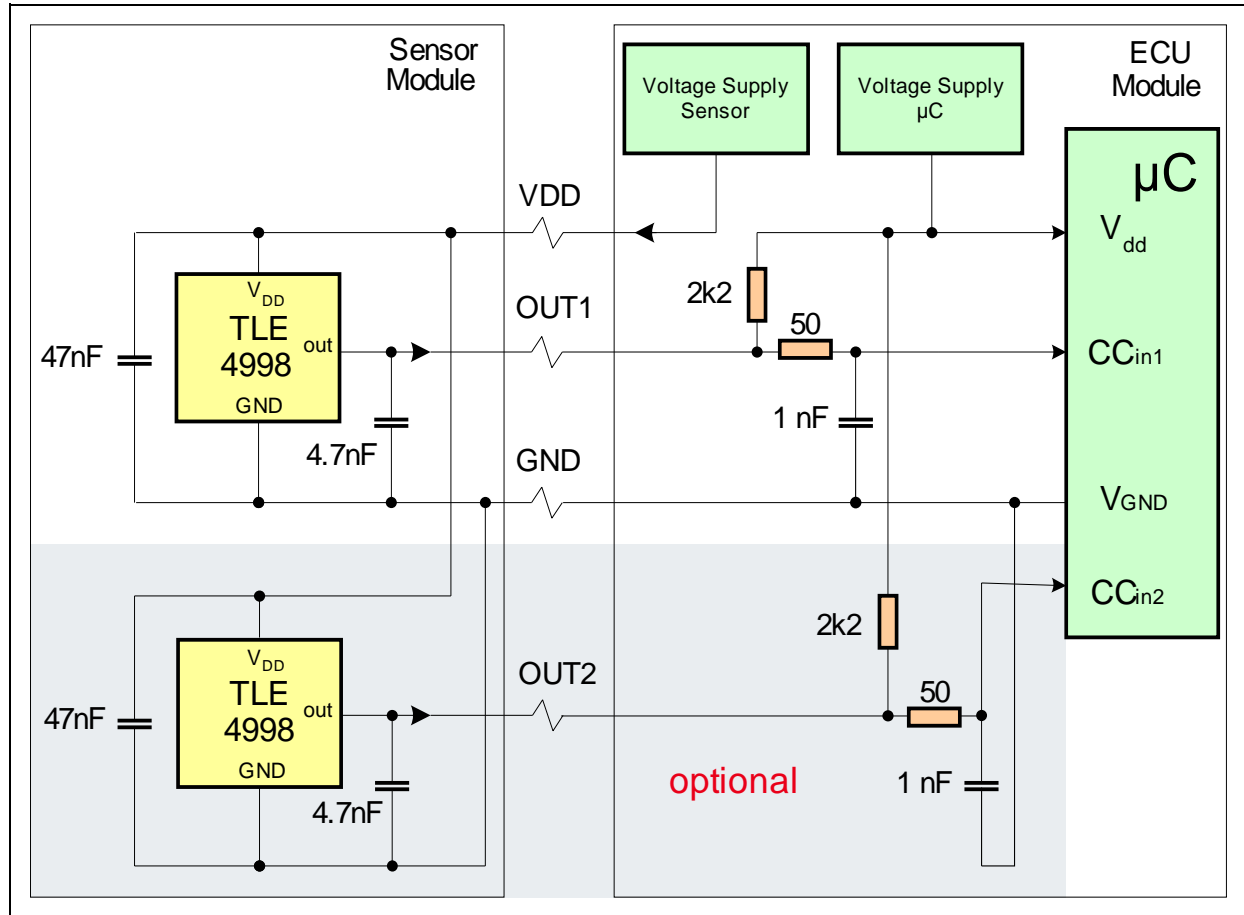 Sensor
Module
Voltage Supply
Sensor
Voltage Supply
µC
ECU
Module
µC
VDD
Vdd
2k2
OUT1
50
47nF
VDD
TLE
4998
out
GND
CCin1
1 nF
4.7nF
GND
VGND
CCin2
2k2
OUT2
50
47nF
VDD
TLE
4998
out
GND
4.7nF
optional
1 nF